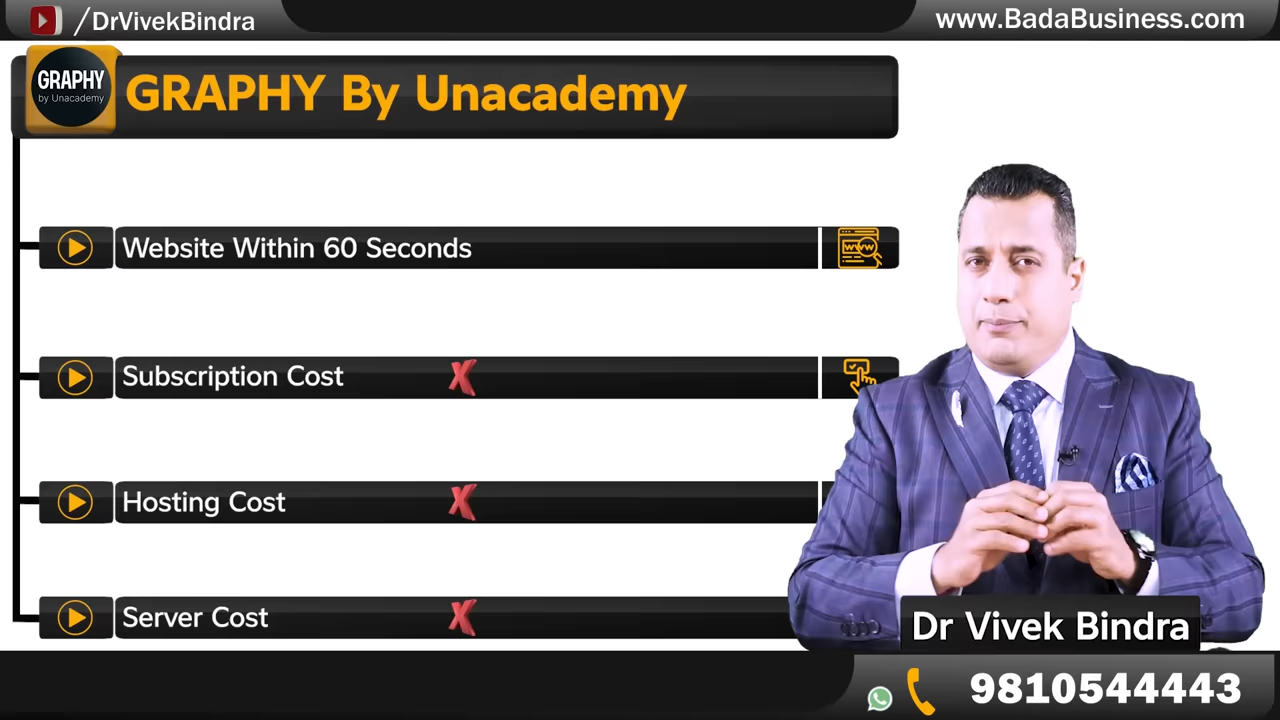 /DrVivekBindra
www.BadaBusiness.com
GRAPHY
by Unacademy
GRAPHY By Unacademy
Website Within 60 Seconds
www
Subscription Cost
Hosting Cost
Server Cost
Dr Vivek Bindra
9810544443